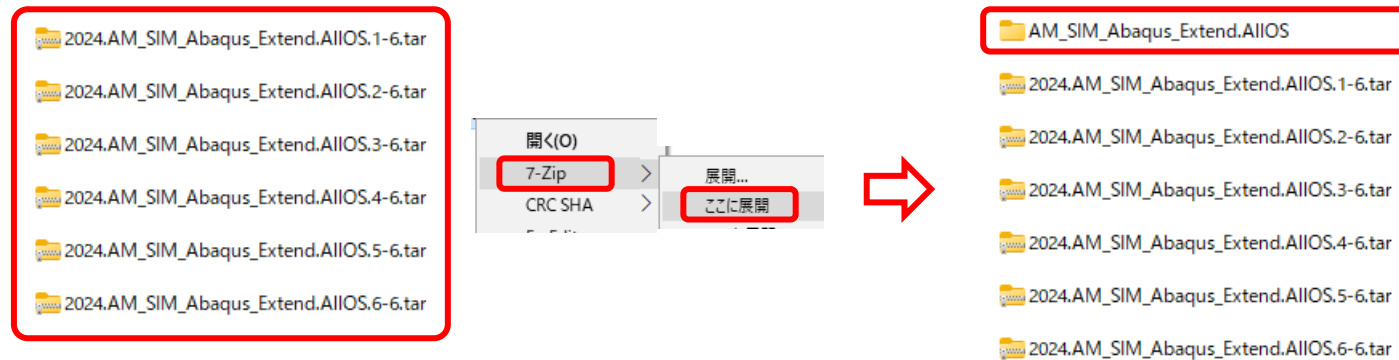 2024.AM_SIM_Abaqus_Extend.AllOS.1-6.tar
2024.AM_SIM_Abaqus_Extend.AllOS.2-6.tar
2024.AM_SIM_Abaqus_Extend.AllOS.3-6.tar
2024.AM_SIM_Abaqus_Extend.AllOS.4-6.tar
2024.AM_SIM_Abaqus_Extend.AllOS.5-6.tar
2024.AM_SIM_Abaqus_Extend.AllOS.6-6.tar
開く(O)
7-Zip
CRC SHA
展開...
ここに展開
AM_SIM_Abaqus_Extend.AllOS
2024.AM_SIM_Abaqus_Extend.AllOS.1-6.tar
2024.AM_SIM_Abaqus_Extend.AllOS.2-6.tar
2024.AM_SIM_Abaqus_Extend.AllOS.3-6.tar
2024.AM_SIM_Abaqus_Extend.AllOS.4-6.tar
2024.AM_SIM_Abaqus_Extend.AllOS.5-6.tar
2024.AM_SIM_Abaqus_Extend.AllOS.6-6.tar